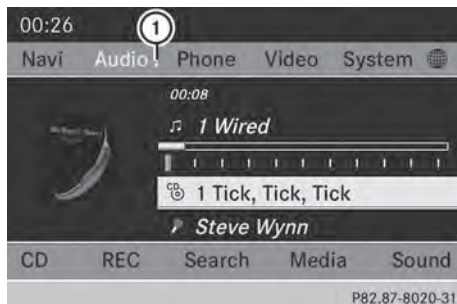 00:26
1
Navi Audio Phone Video System
00:08
1 Wired
CD 1 Tick, Tick, Tick
Steve Wynn
CD REC Search Media Sound
P82.87-8020-31